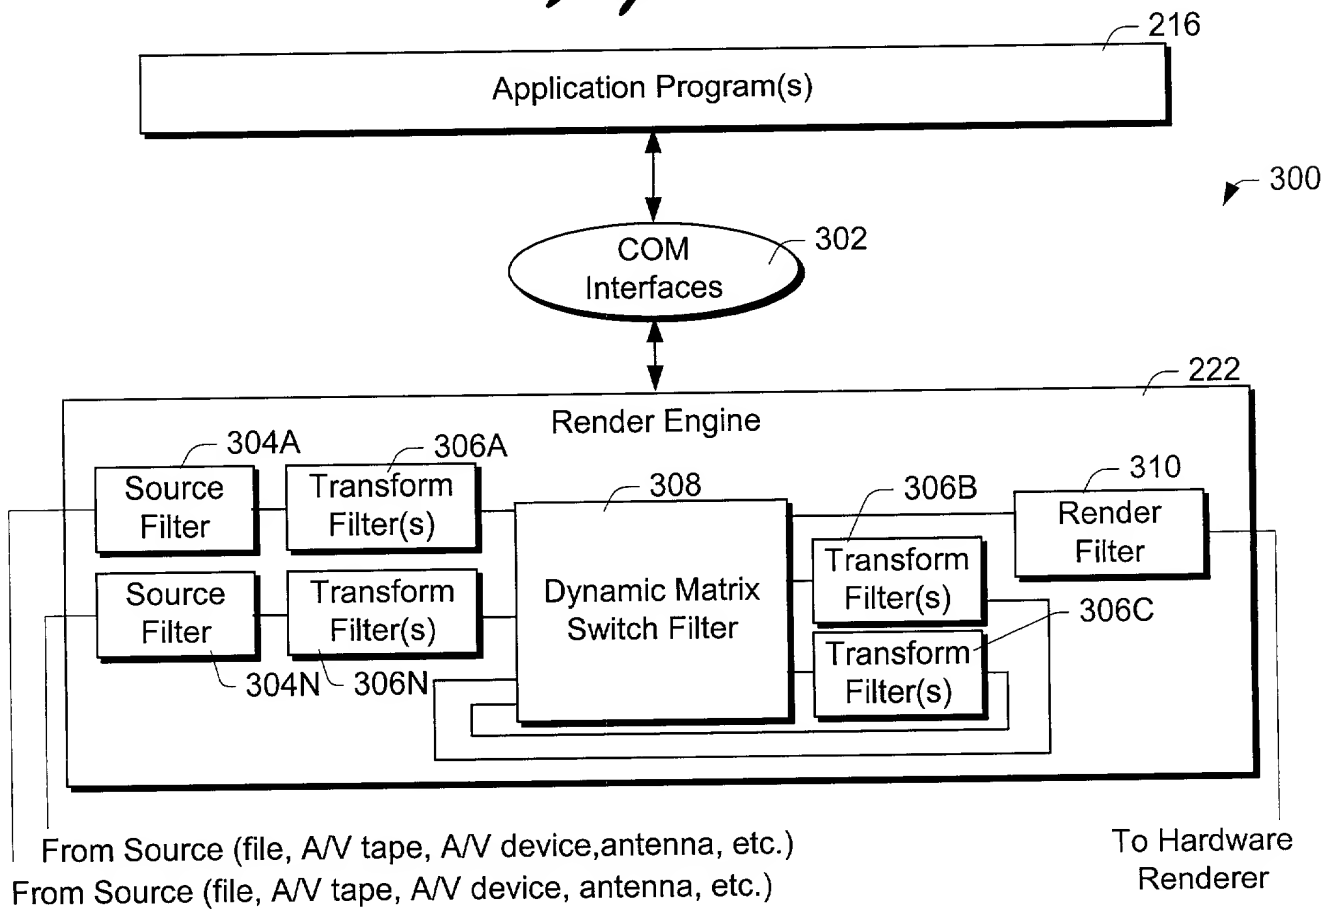 216
Application Program(s)
300
COM
Interfaces
302
222
Render Engine
304A
306A
308
306B
310
Source
Filter
Transform
Filter(s)
Render
Filter
Source
Filter
Transform
Filter(s)
Dynamic Matrix
Switch Filter
Transform
Filter(s)
306C
Transform
Filter(s)
304N
306N
From Source (file, A/V tape, A/V device,antenna, etc.)
From Source (file, A/V tape, A/V device, antenna, etc.)
To Hardware
Renderer